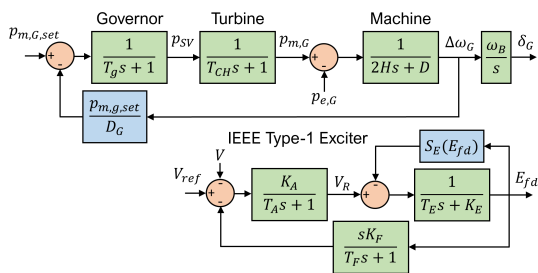 Governor Turbine Machine
p_{m,G,set} + - 1 / (T_g s + 1) p_{SV} 1 / (T_{CH} s + 1) p_{m,G} + - 1 / (2Hs + D) Δω_G ω_B / s δ_G
p_{e,G}
p_{m,g,set} / D_G
IEEE Type-1 Exciter
S_E(E_{fd})
V
V_{ref} + - - K_A / (T_A s + 1) V_R + - 1 / (T_E s + K_E) E_{fd}
sK_F / (T_F s + 1)